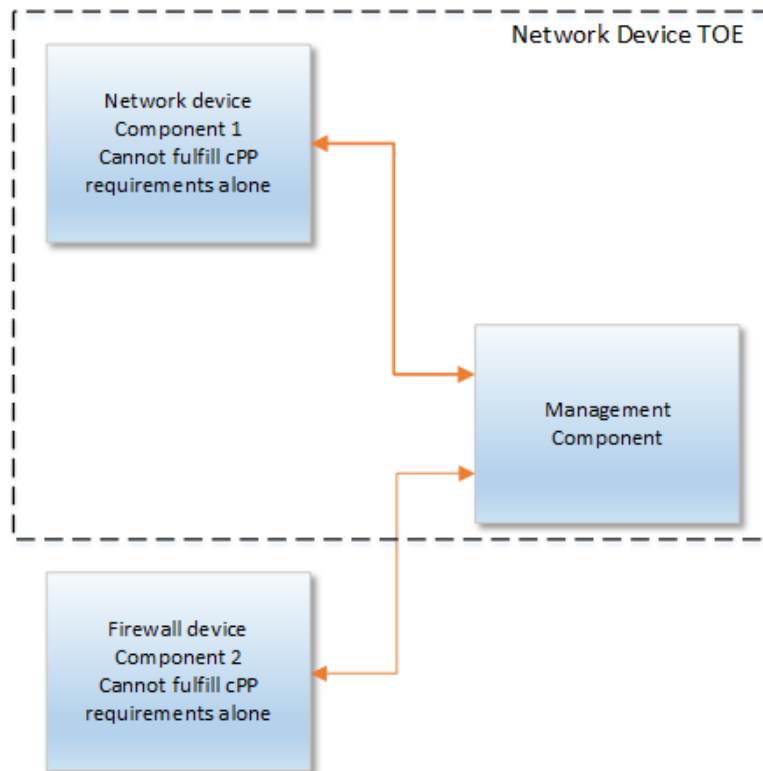 Network Device TOE
Network device
Component 1
Cannot fulfill cPP
requirements alone
Management
Component
Firewall device
Component 2
Cannot fulfill cPP
requirements alone